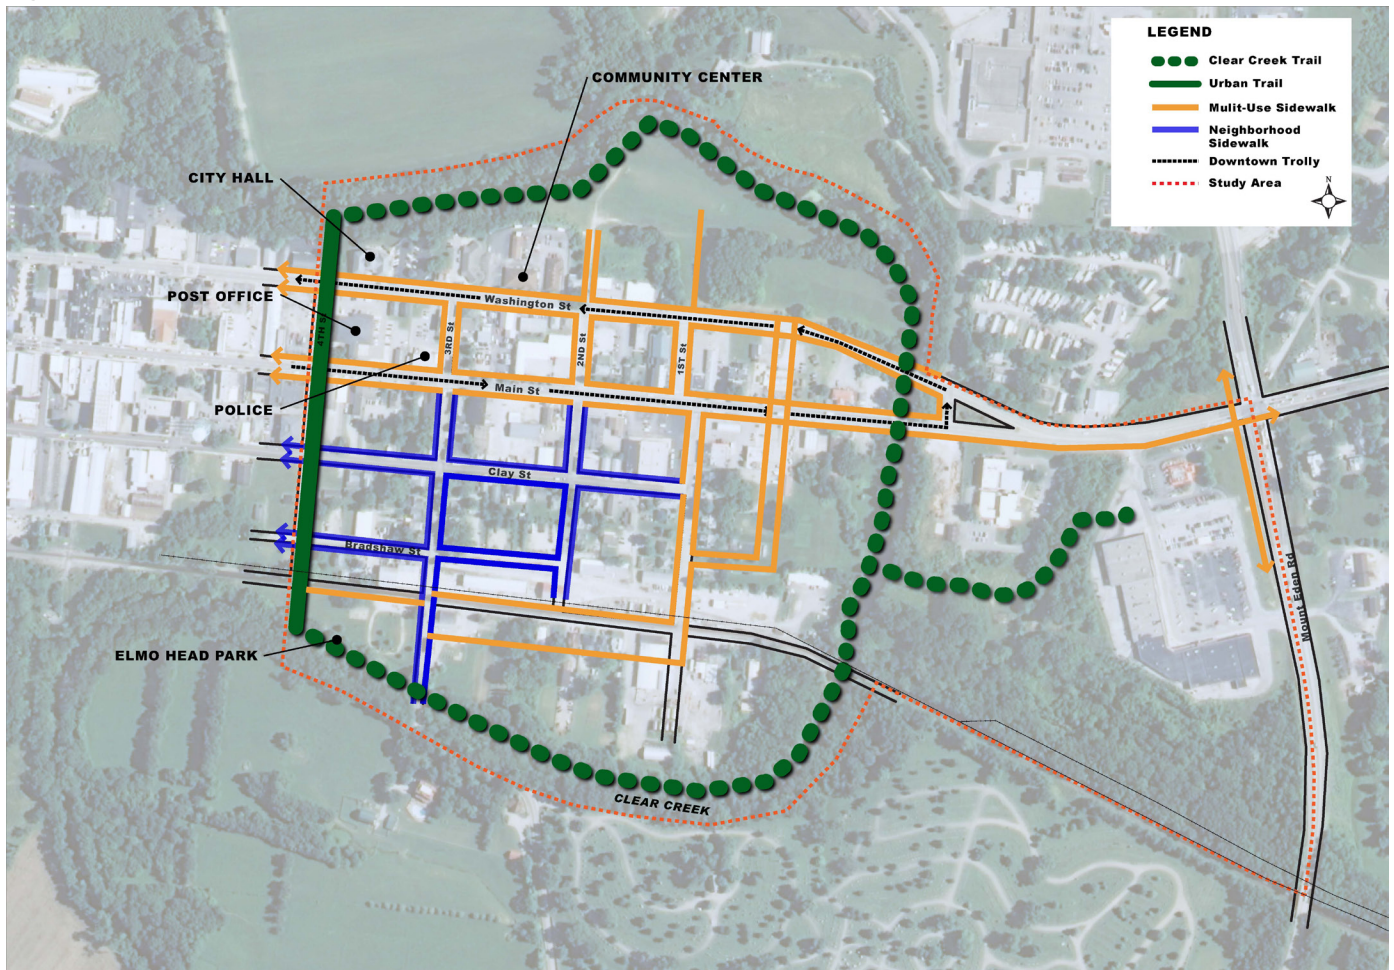 LEGEND
Clear Creek Trail
Urban Trail
Mulit-Use Sidewalk
Neighborhood
Sidewalk
Downtown Trolly
Study Area
N
COMMUNITY CENTER
CITY HALL
POST OFFICE
POLICE
ELMO HEAD PARK
Washington St
Main St
Clay St
Bradshaw St
4TH S
3RD St
2ND St
1ST St
Mount Eden Rd
CLEAR CREEK